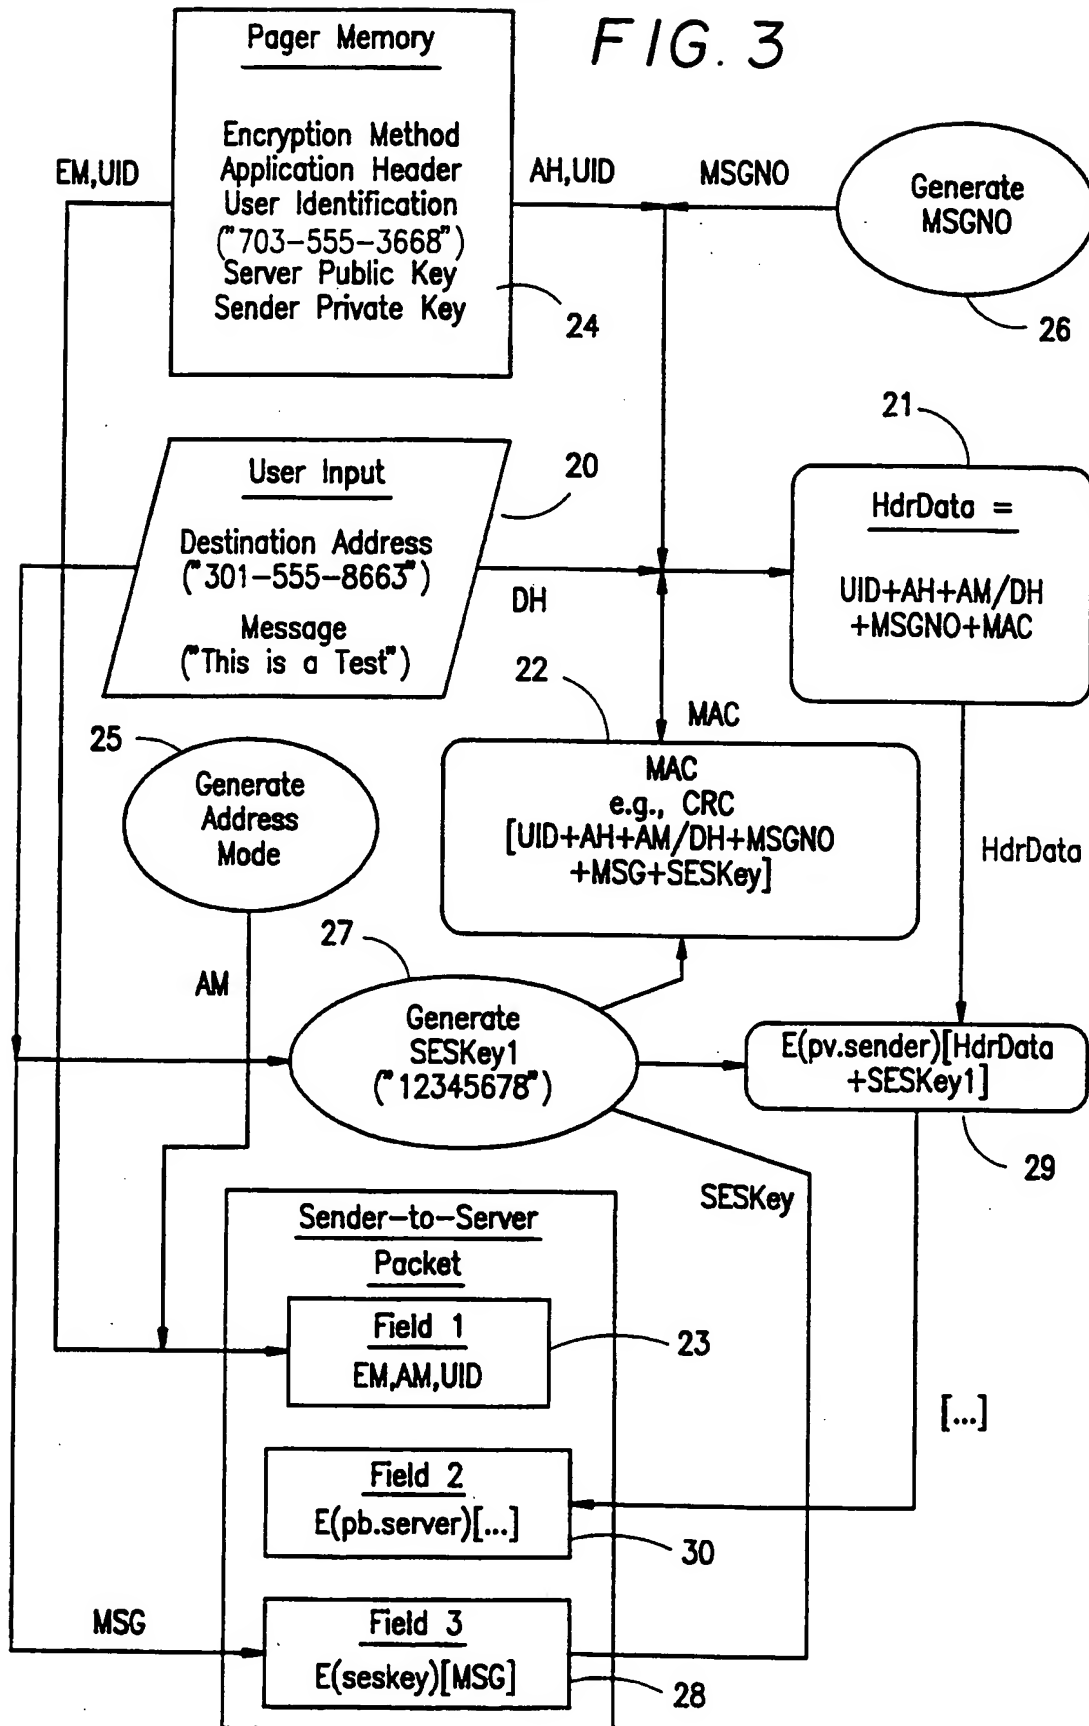 FIG. 3
Pager Memory
Encryption Method
Application Header
User Identification
("703-555-3668")
Server Public Key
Sender Private Key
EM,UID
AH,UID
MSGNO
Generate
MSGNO
24
26
21
User Input
Destination Address
("301-555-8663")
Message
("This is a Test")
20
DH
HdrData =
UID+AH+AM/DH
+MSGNO+MAC
22
MAC
25
Generate
Address
Mode
MAC
e.g., CRC
[UID+AH+AM/DH+MSGNO
+MSG+SESKey]
HdrData
27
AM
Generate
SESKey1
("12345678")
E(pv.sender)[HdrData
+SESKey1]
29
SESKey
Sender-to-Server
Packet
Field 1
EM,AM,UID
23
[...]
Field 2
E(pb.server)[...]
30
MSG
Field 3
E(seskey)[MSG]
28